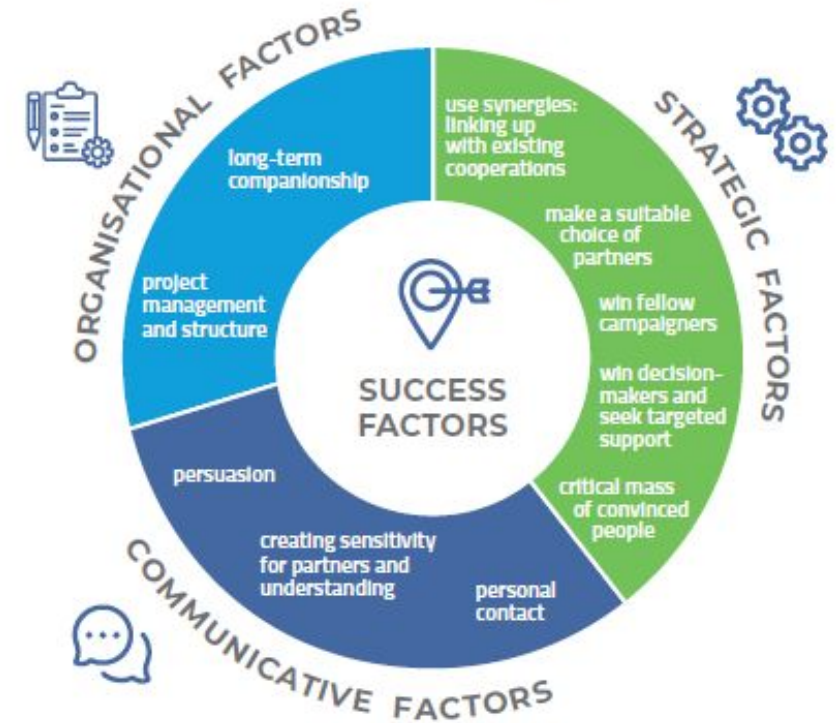 ORGANISATIONAL FACTORS
long-term
companionship
project
management
and structure
STRATEGIC FACTORS
use synergies:
linking up
with existing
cooperations
make a suitable
choice of
partners
win fellow
campaigners
win decision-
makers and
seek targeted
support
critical mass
of convinced
people
SUCCESS
FACTORS
persuasion
creating sensitivity
for partners and
understanding
personal
contact
COMMUNICATIVE FACTORS